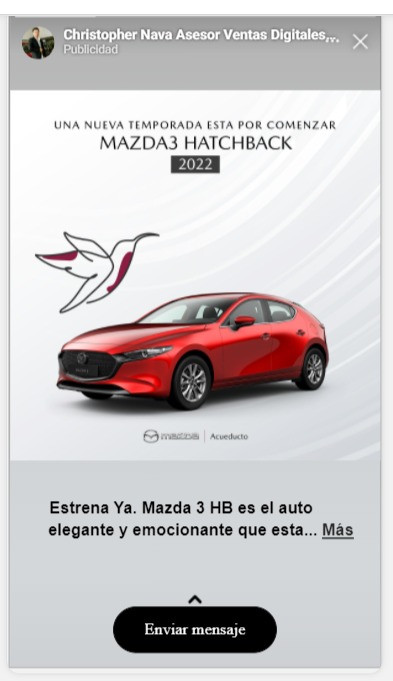 Christopher Nava Asesor Ventas Digitales,...
Publicidad
UNA NUEVA TEMPORADA ESTA POR COMENZAR
MAZDA3 HATCHBACK
2022
mazda | Acueducto
Estrena Ya. Mazda 3 HB es el auto
elegante y emocionante que esta... Más
Enviar mensaje